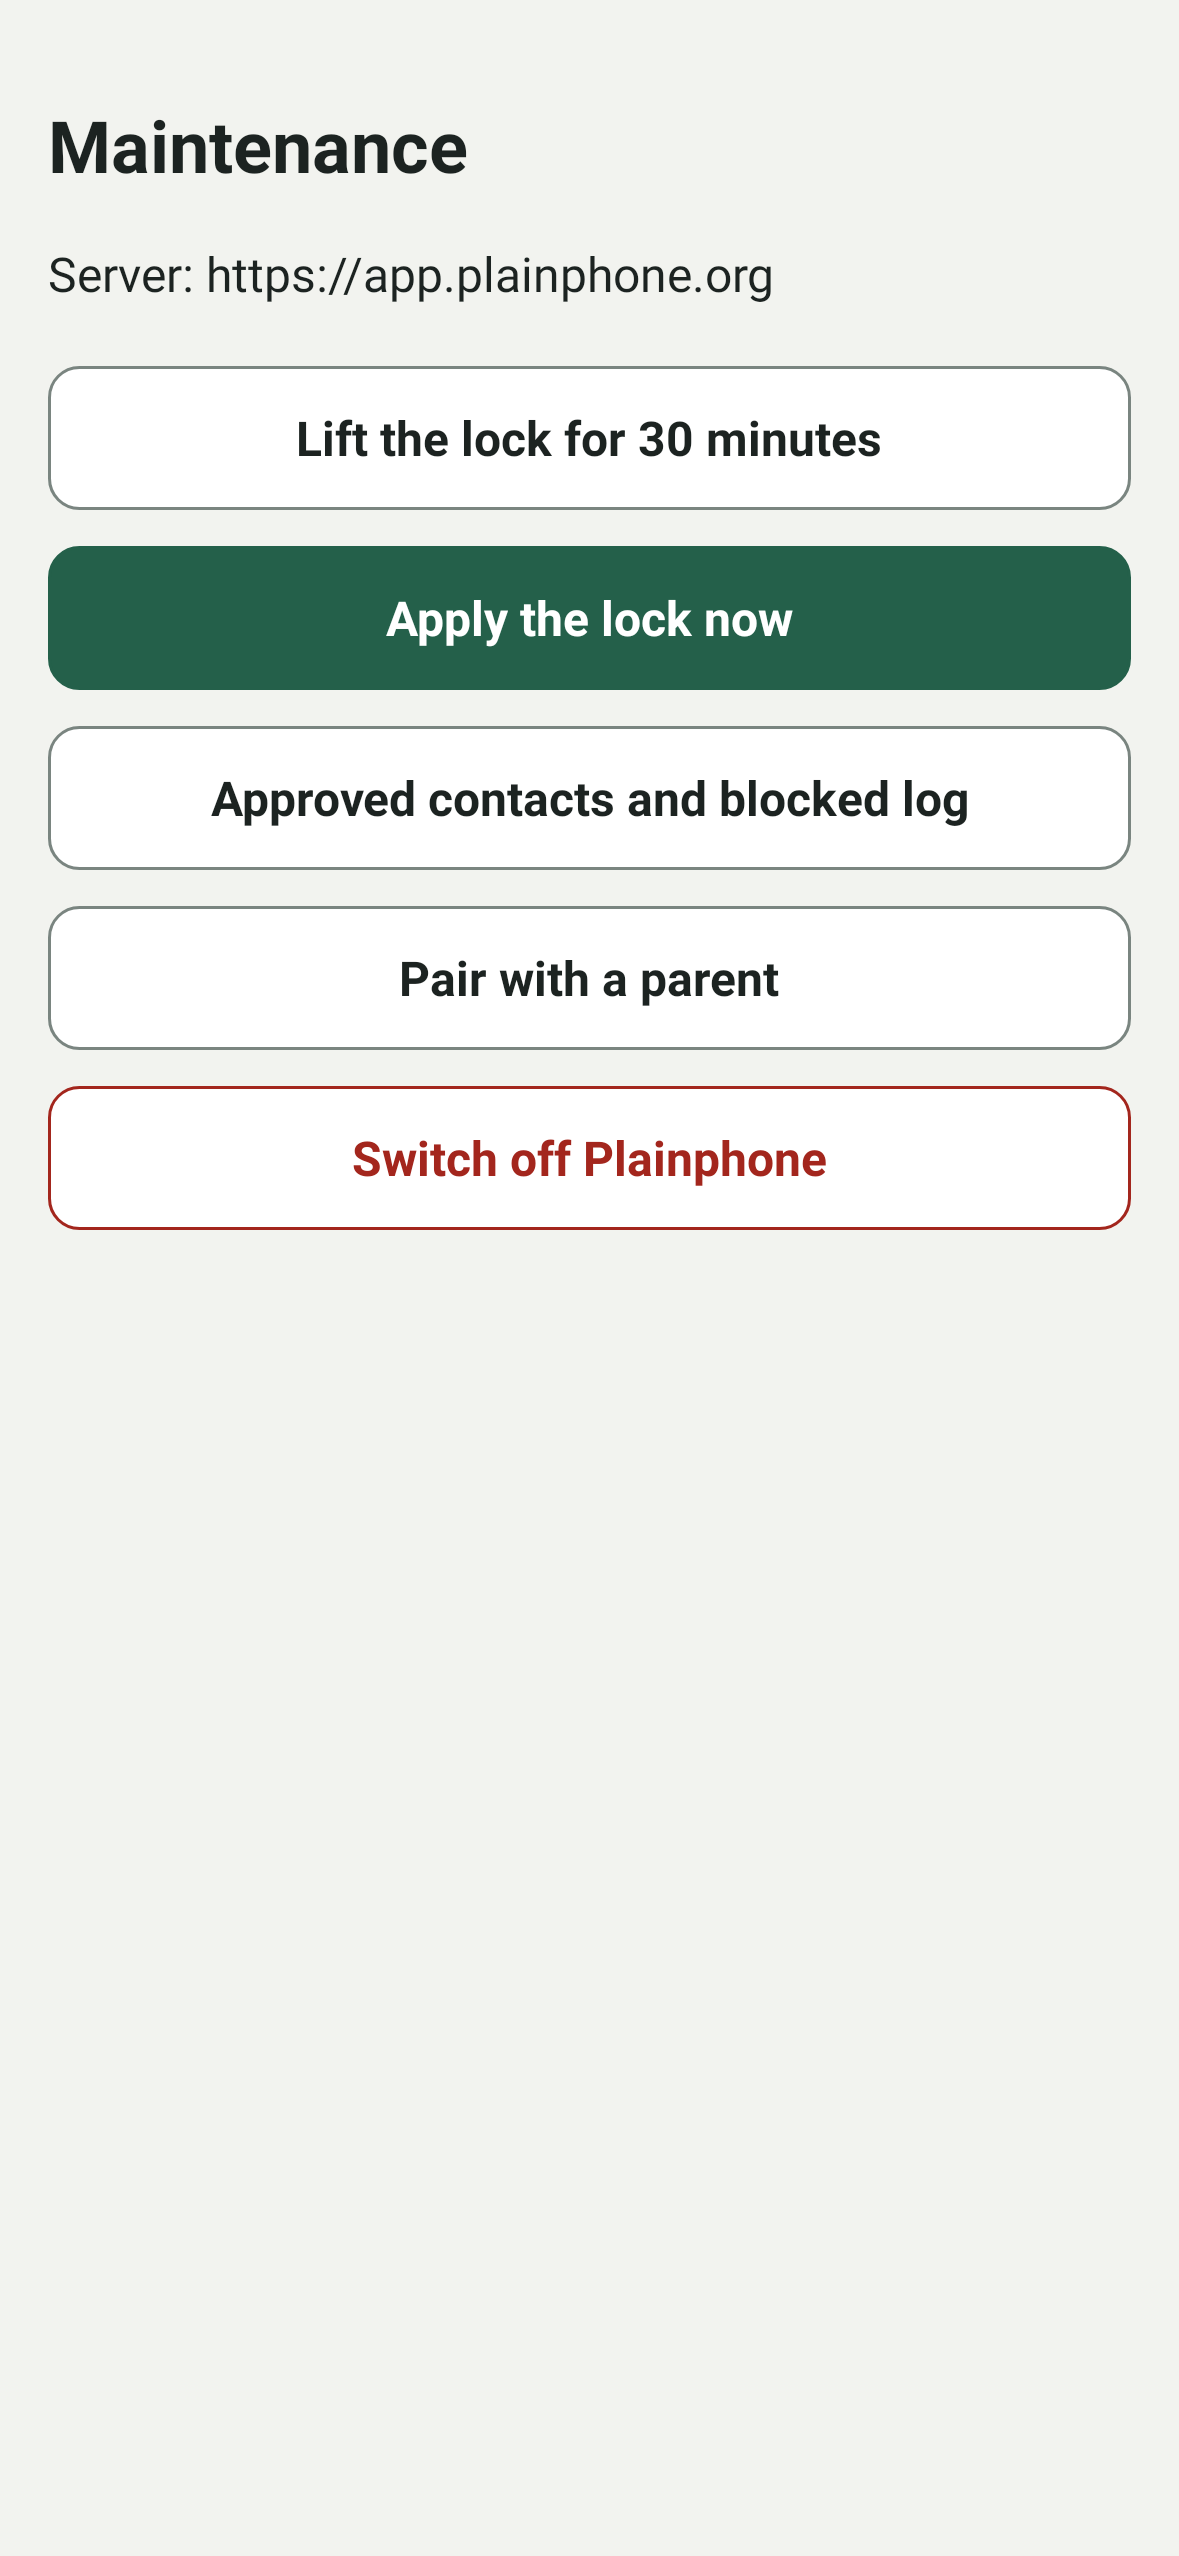 Maintenance
Server: https://app.plainphone.org
Lift the lock for 30 minutes
Apply the lock now
Approved contacts and blocked log
Pair with a parent
Switch off Plainphone